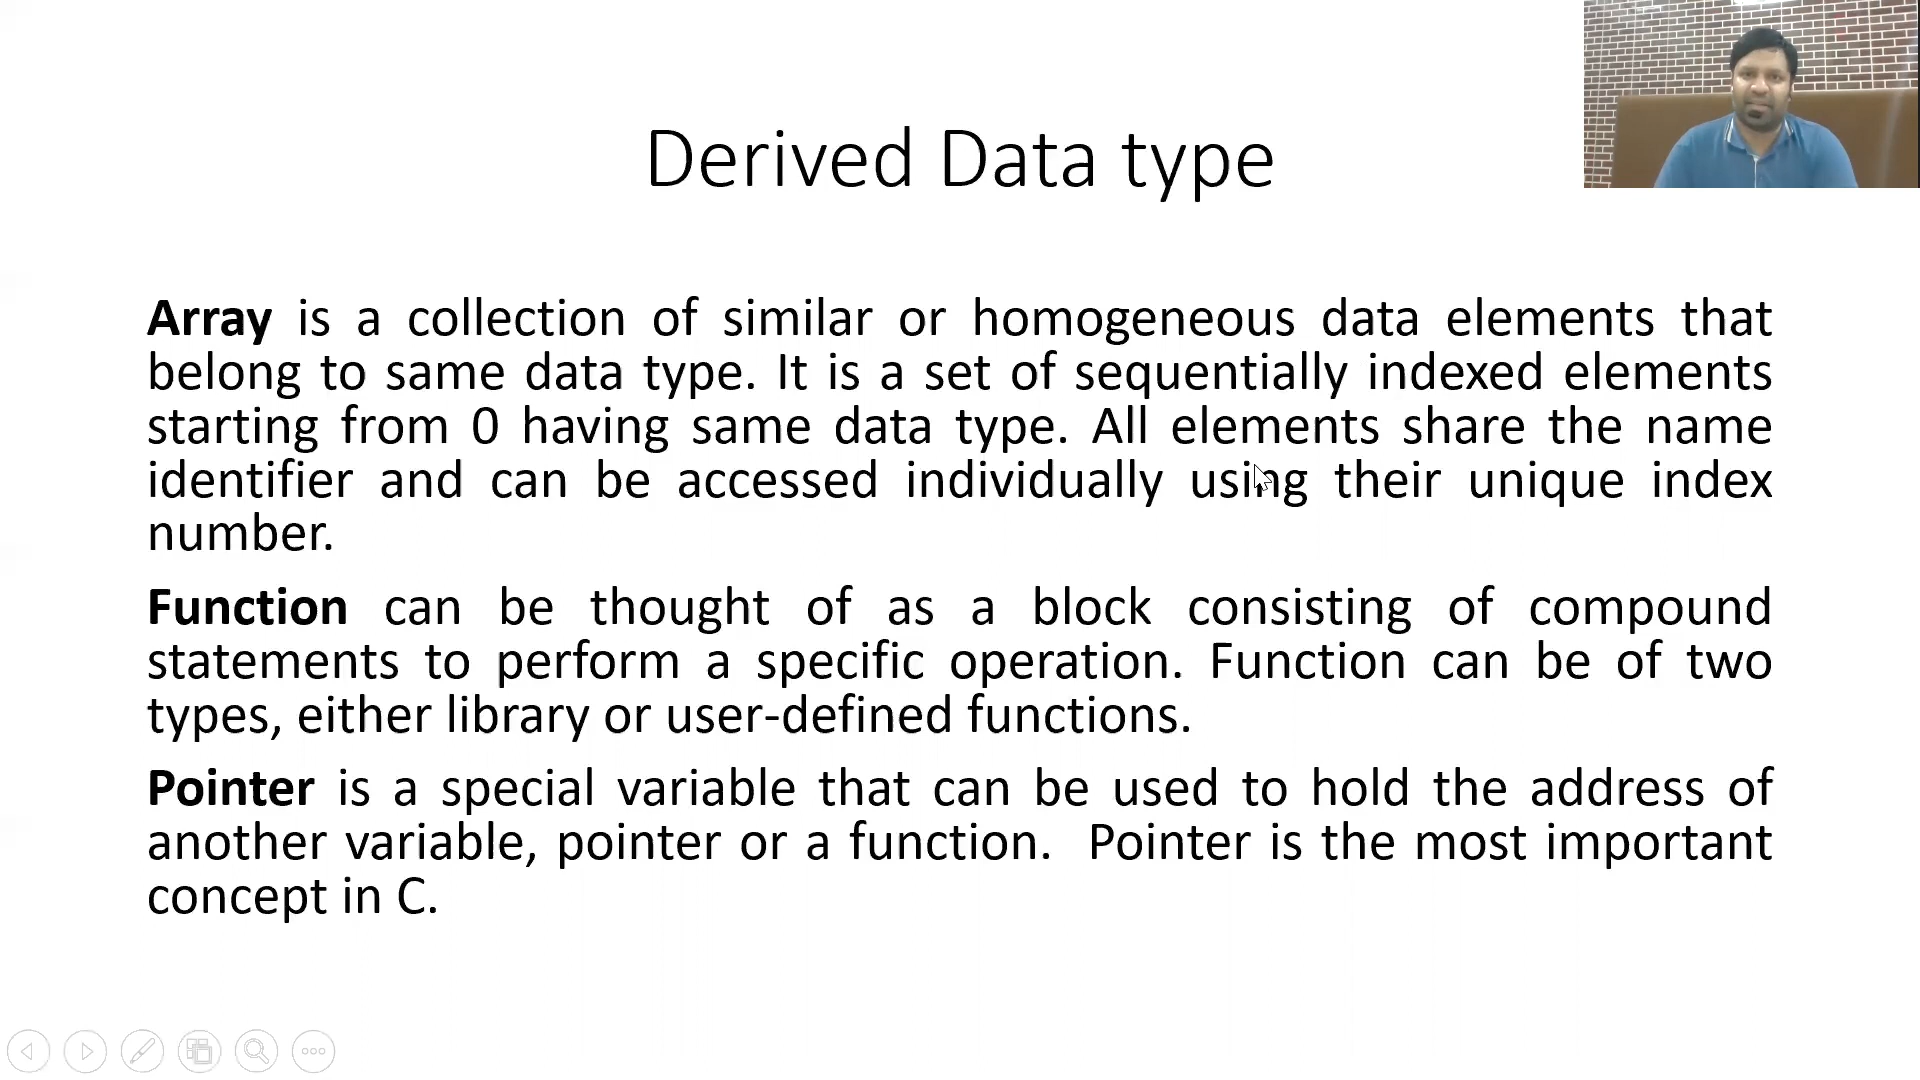 Derived Data type
Array is a collection of similar or homogeneous data elements that
belong to same data type. It is a set of sequentially indexed elements
starting from 0 having same data type. All elements share the name
identifier and can be accessed individually using their unique index
number.
Function can be thought of as a block consisting of compound
statements to perform a specific operation. Function can be of two
types, either library or user-defined functions.
Pointer is a special variable that can be used to hold the address of
another variable, pointer or a function.  Pointer is the most important
concept in C.